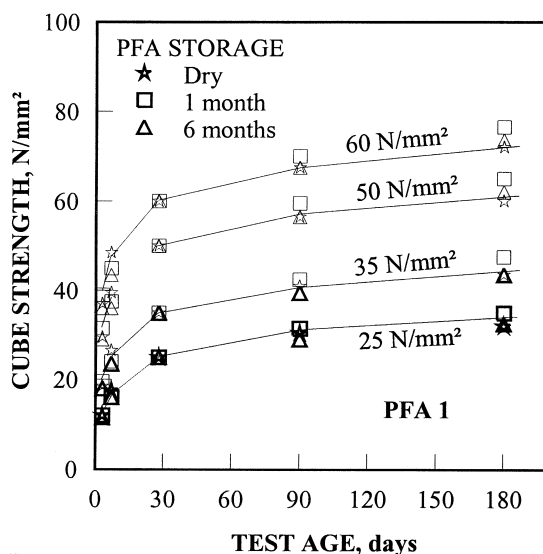 100
80
60
40
20
0
CUBE STRENGTH, N/mm²
PFA STORAGE
Dry
1 month
6 months
60 N/mm²
50 N/mm²
35 N/mm²
25 N/mm²
PFA 1
0 30 60 90 120 150 180
TEST AGE, days